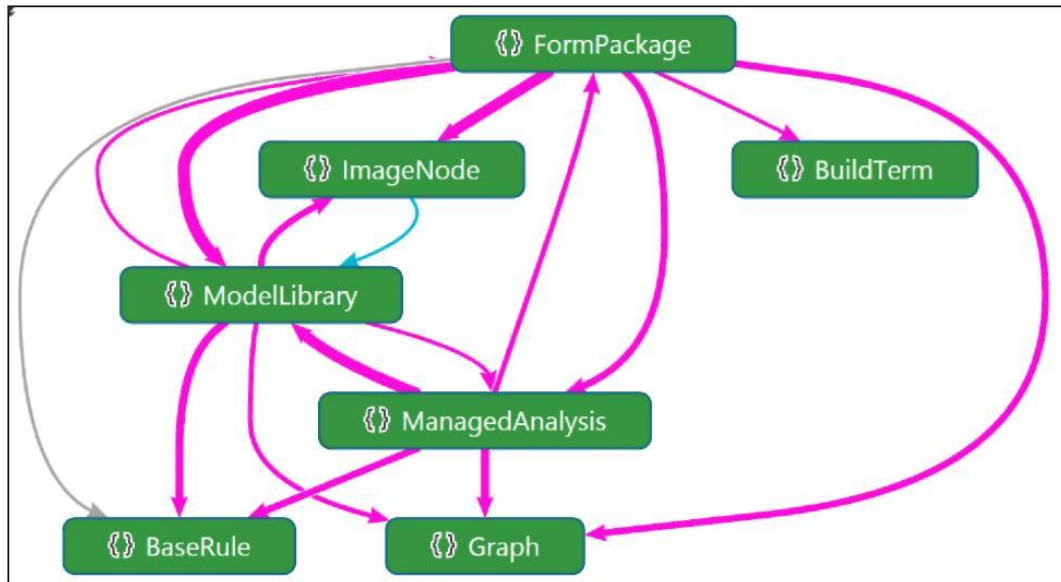 {} FormPackage
{} ImageNode
{} BuildTerm
{} ModelLibrary
{} ManagedAnalysis
{} BaseRule
{} Graph